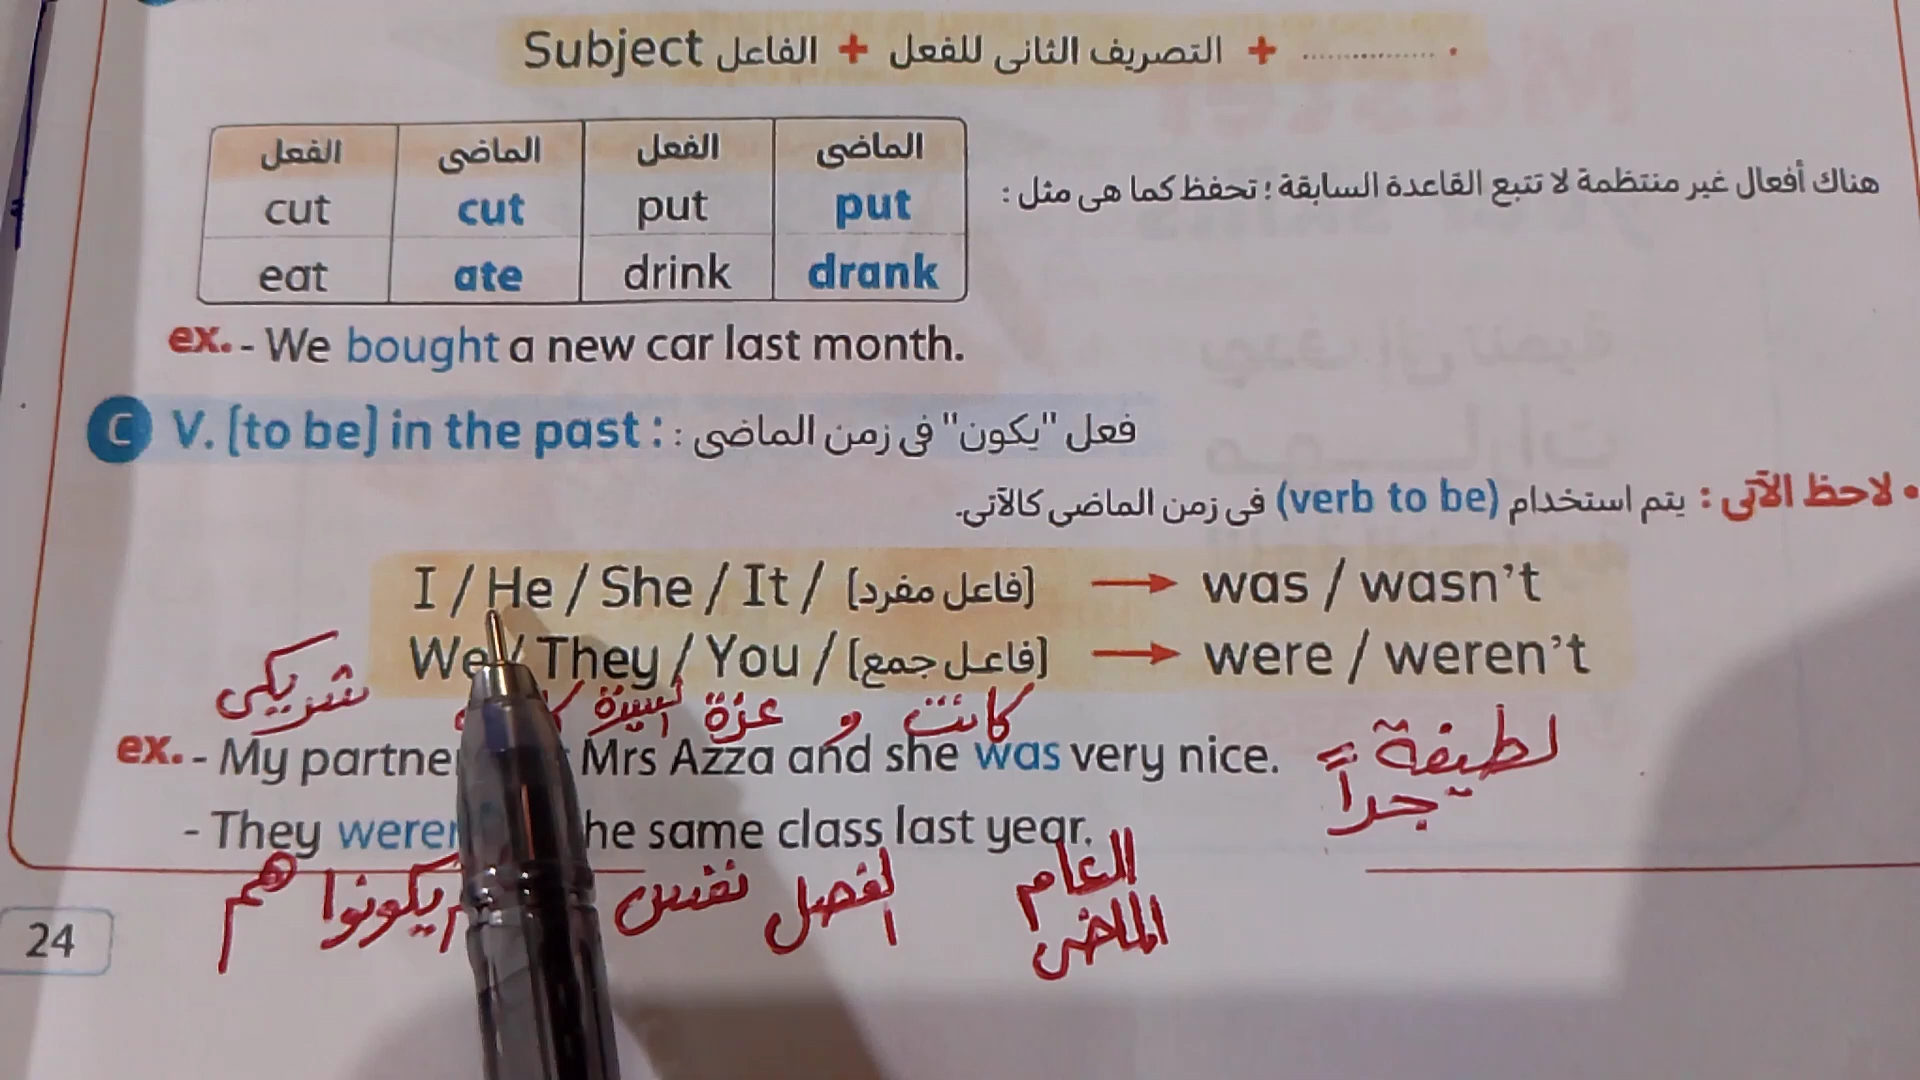 Subject الفاعل + التصريف الثانى للفعل + ................ •
الفعل الماضى الفعل الماضى
cut cut put put
eat ate drink drank
هناك أفعال غير منتظمة لا تتبع القاعدة السابقة ؛ تحفظ كما هى مثل :
ex. - We bought a new car last month.
C V. [to be] in the past : : فعل "يكون" فى زمن الماضى
• لاحظ الآتى : يتم استخدام (verb to be) فى زمن الماضى كالآتى.
I / He / She / It / [فاعل مفرد] → was / wasn't
We / They / You / [فاعل جمع] → were / weren't
شريكى السيدة عزة و كانت
ex. - My partne Mrs Azza and she was very nice.
لطيفة جداً
- They weren he same class last year.
هم يكونوا نفس الفصل العام الماضى
24